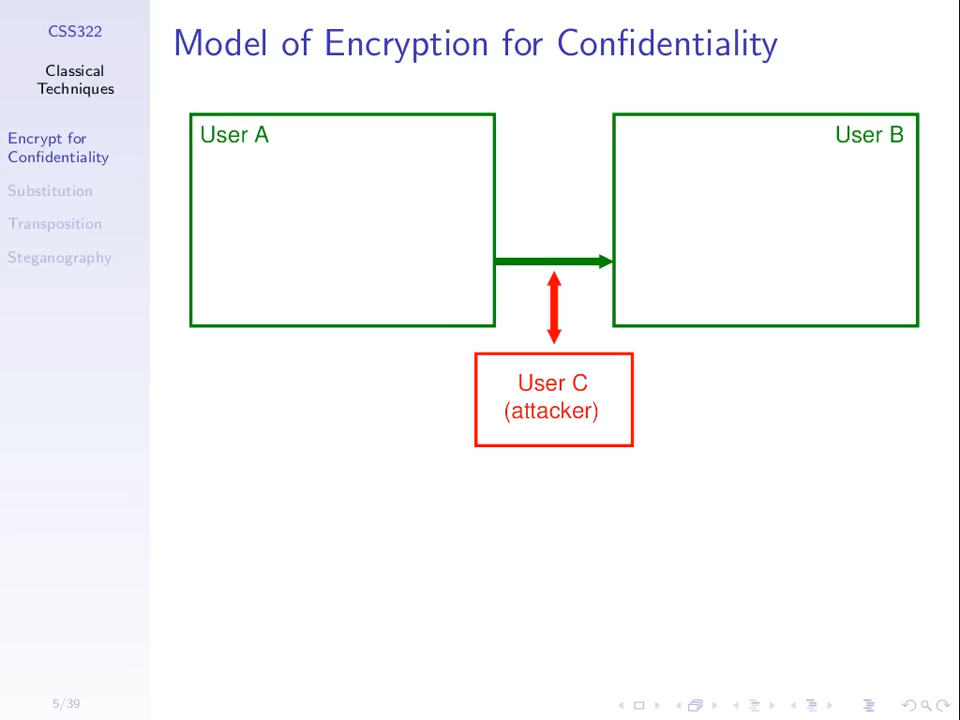 CSS322
Classical
Techniques
Encrypt for
Confidentiality
Substitution
Transposition
Steganography
5/39
Model of Encryption for Confidentiality
User A
User B
User C
(attacker)